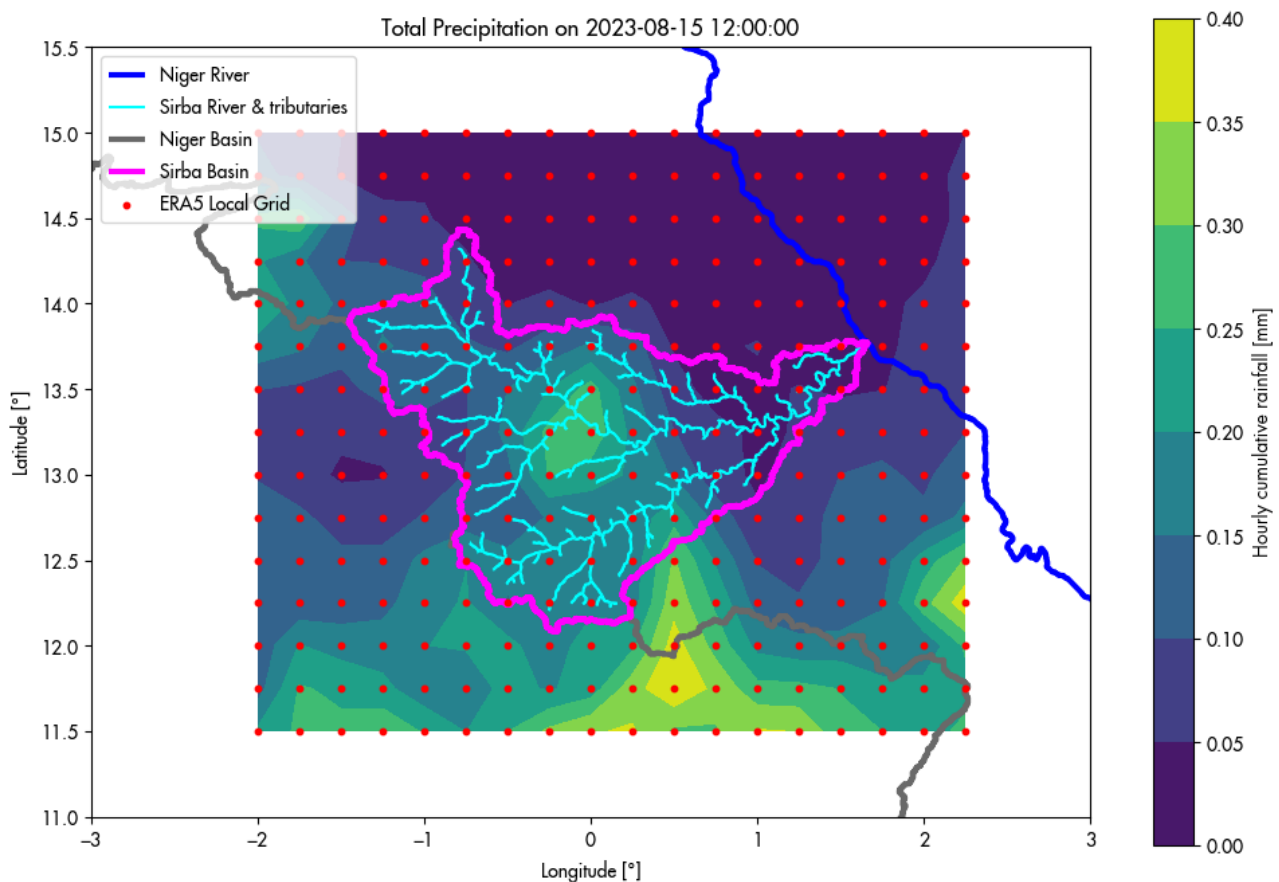 Total Precipitation on 2023-08-15 12:00:00
Niger River
Sirba River & tributaries
Niger Basin
Sirba Basin
ERA5 Local Grid
15.5
15.0
14.5
14.0
13.5
13.0
12.5
12.0
11.5
11.0
Latitude [°]
−3
−2
−1
0
1
2
3
Longitude [°]
0.40
0.35
0.30
0.25
0.20
0.15
0.10
0.05
0.00
Hourly cumulative rainfall [mm]